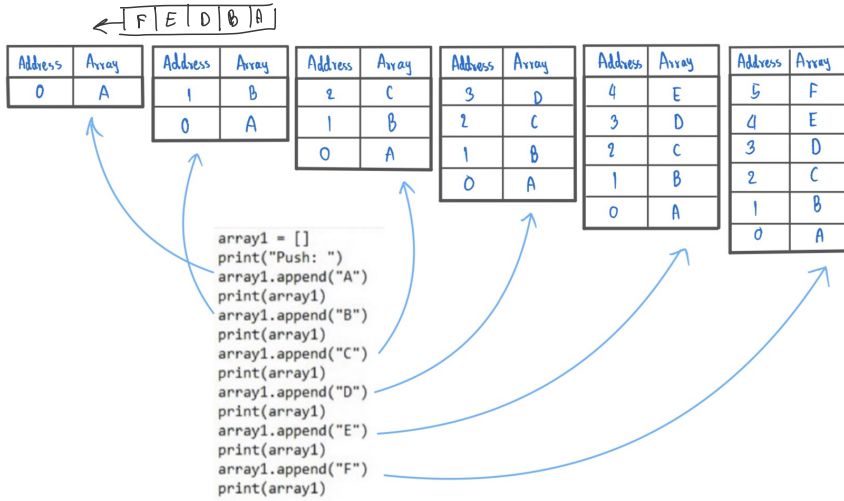 F E D B A
Address Array
0 A
Address Array
1 B
0 A
Address Array
2 C
1 B
0 A
Address Array
3 D
2 C
1 B
0 A
Address Array
4 E
3 D
2 C
1 B
0 A
Address Array
5 F
4 E
3 D
2 C
1 B
0 A
array1 = []
print("Push: ")
array1.append("A")
print(array1)
array1.append("B")
print(array1)
array1.append("C")
print(array1)
array1.append("D")
print(array1)
array1.append("E")
print(array1)
array1.append("F")
print(array1)